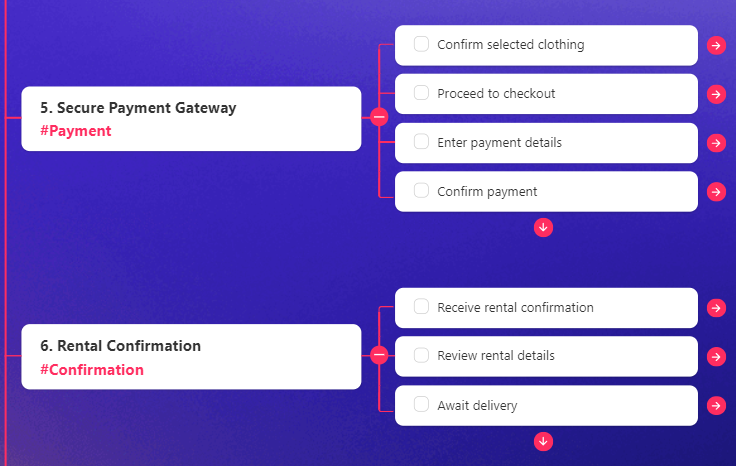 5. Secure Payment Gateway
#Payment
Confirm selected clothing
Proceed to checkout
Enter payment details
Confirm payment
6. Rental Confirmation
#Confirmation
Receive rental confirmation
Review rental details
Await delivery